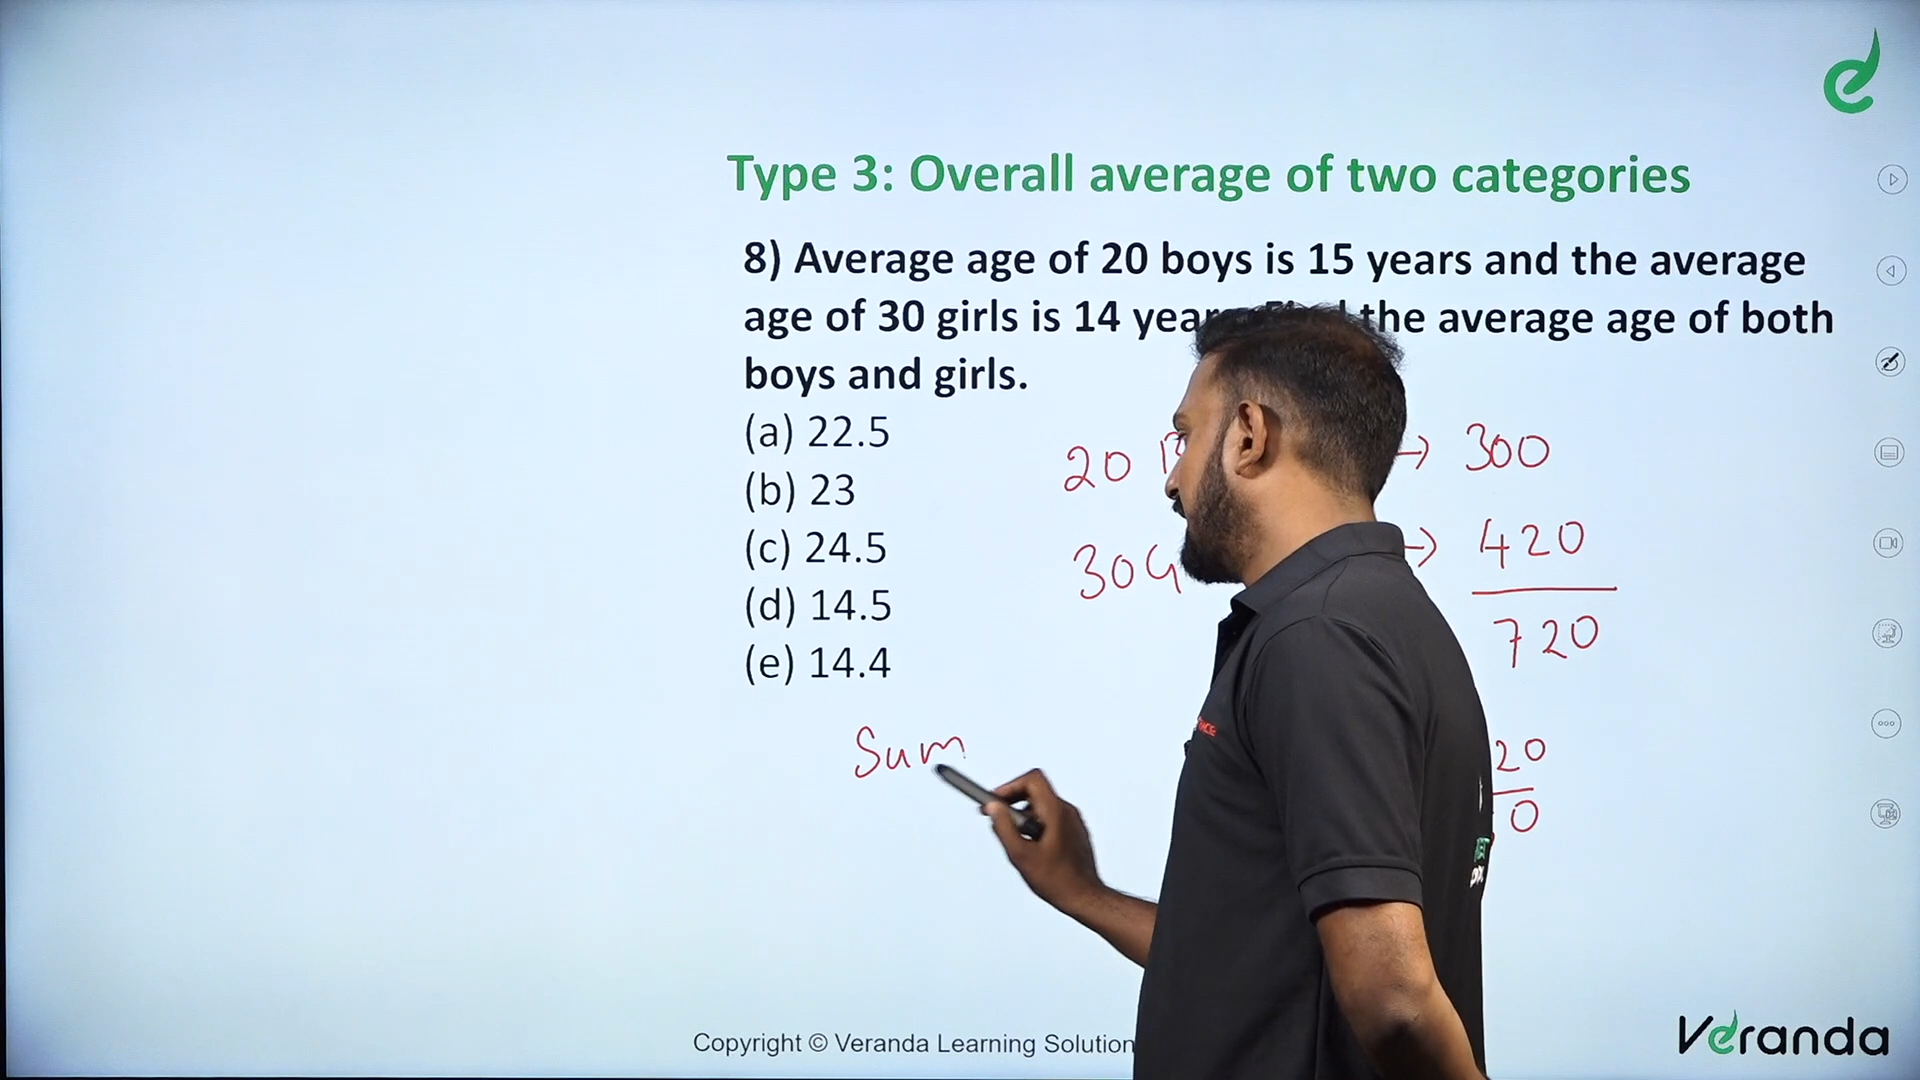 Type 3: Overall average of two categories
8) Average age of 20 boys is 15 years and the average
age of 30 girls is 14 the average age of both
boys and girls.
(a) 22.5
(b) 23
(c) 24.5
(d) 14.5
(e) 14.4
20 → 300
30G → 420
720
Sum
20
0
Copyright © Veranda Learning Solution
Veranda